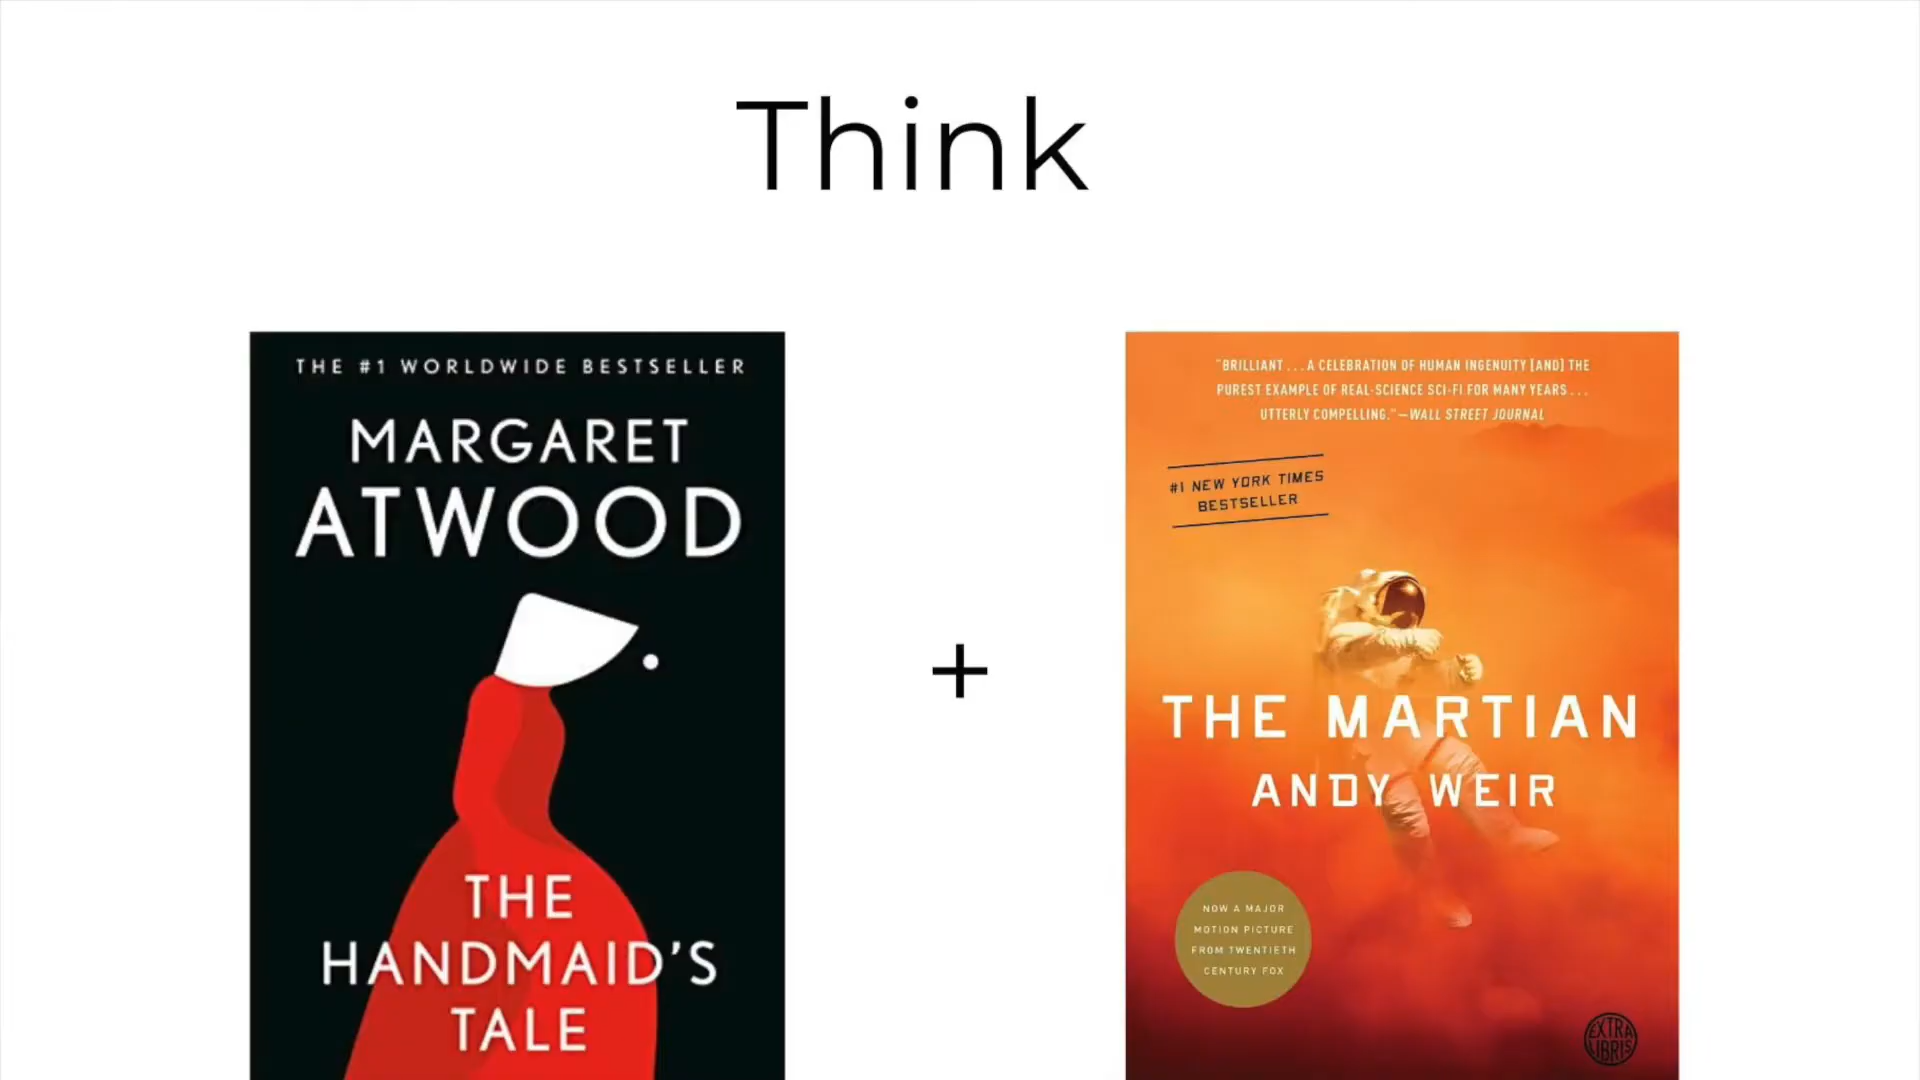 Think
THE #1 WORLDWIDE BESTSELLER
MARGARET
ATWOOD
THE
HANDMAID'S
TALE
+
"BRILLIANT . . . A CELEBRATION OF HUMAN INGENUITY [AND] THE
PUREST EXAMPLE OF REAL-SCIENCE SCI-FI FOR MANY YEARS . . .
UTTERLY COMPELLING." —WALL STREET JOURNAL
#1 NEW YORK TIMES
BESTSELLER
THE MARTIAN
ANDY WEIR
NOW A MAJOR
MOTION PICTURE
FROM TWENTIETH
CENTURY FOX
EXTRA
LIBRIS